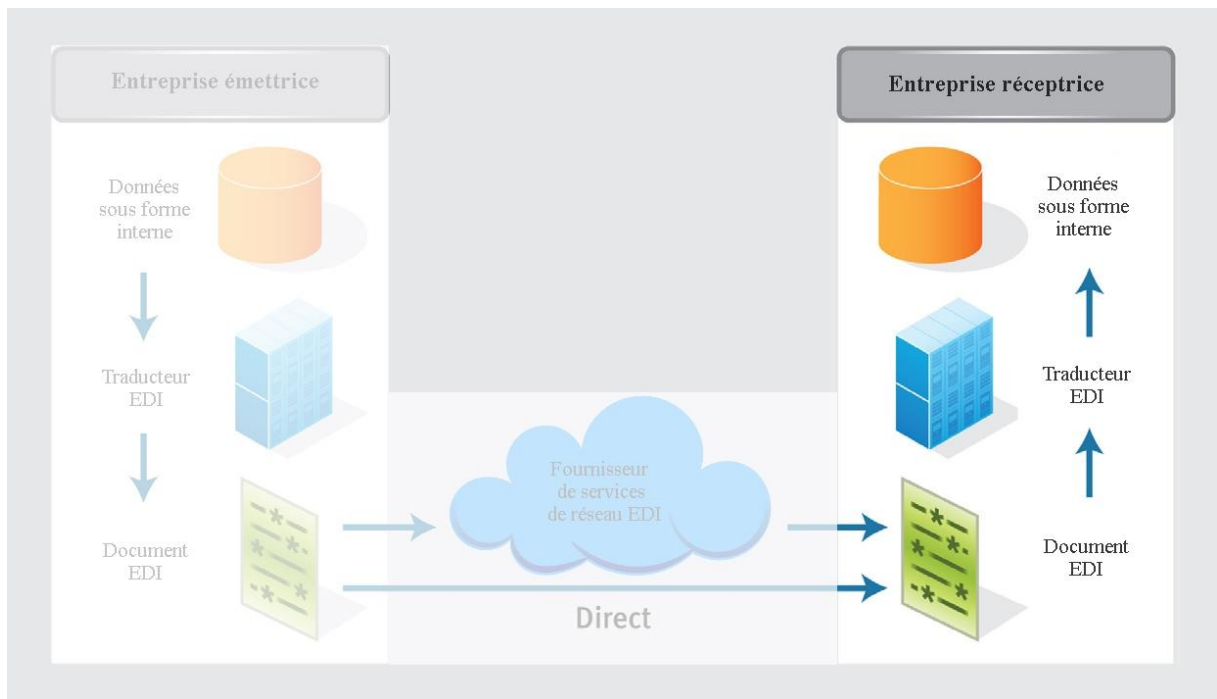 Entreprise émettrice
Données
sous forme
interne
Traducteur
EDI
Document
EDI
Fournisseur
de services
de réseau EDI
Direct
Entreprise réceptrice
Données
sous forme
interne
Traducteur
EDI
Document
EDI